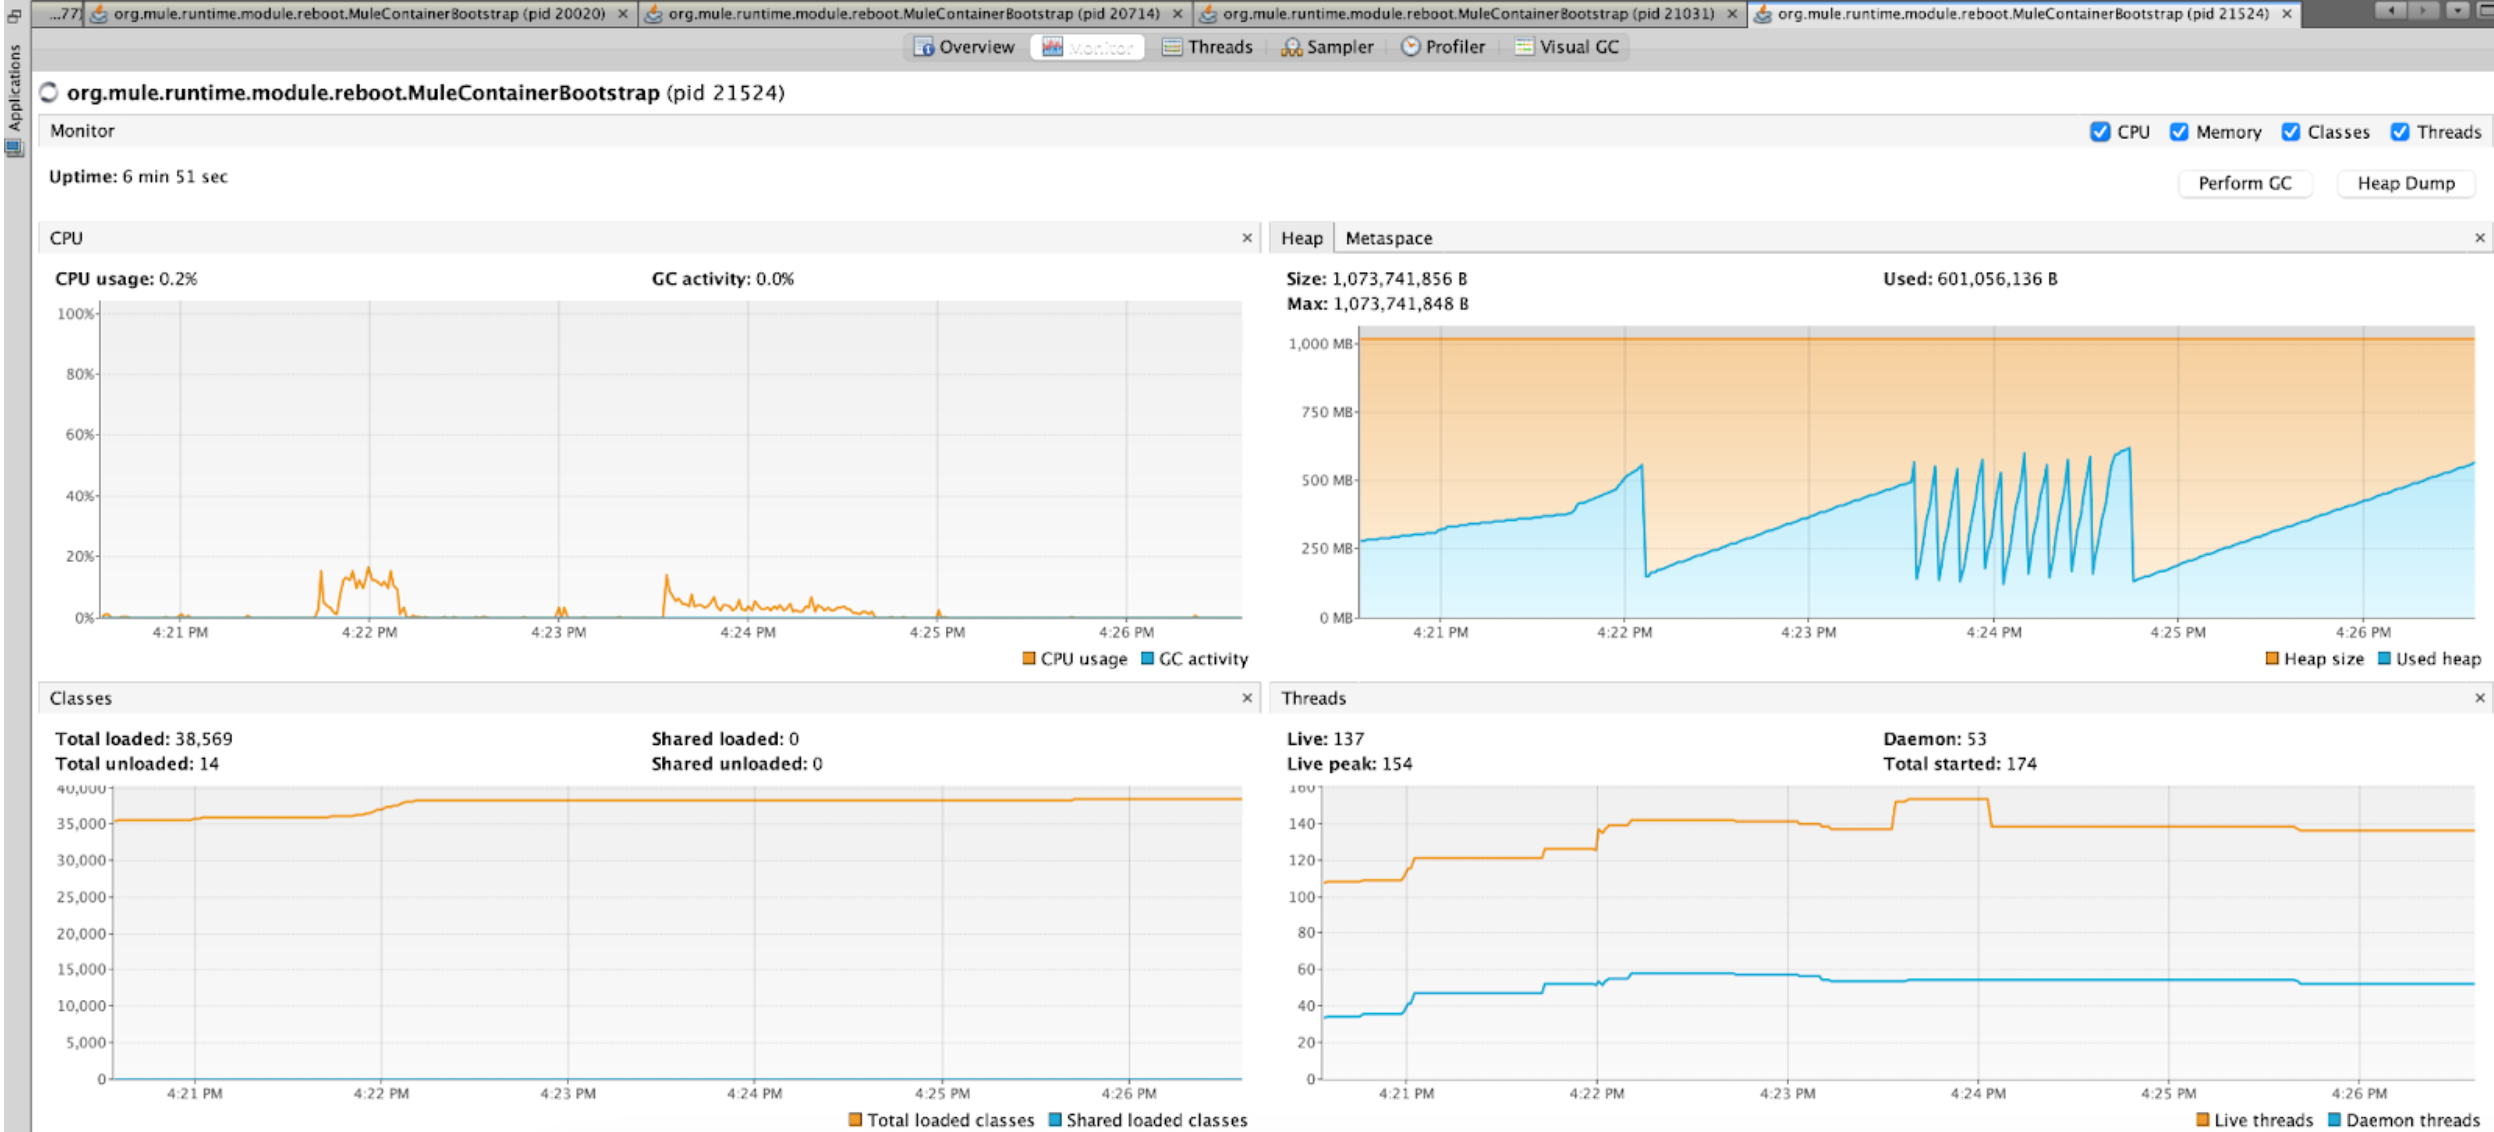 ...77) org.mule.runtime.module.reboot.MuleContainerBootstrap (pid 20020) × org.mule.runtime.module.reboot.MuleContainerBootstrap (pid 20714) × org.mule.runtime.module.reboot.MuleContainerBootstrap (pid 21031) × org.mule.runtime.module.reboot.MuleContainerBootstrap (pid 21524) ×
Applications
Overview Monitor Threads Sampler Profiler Visual GC
org.mule.runtime.module.reboot.MuleContainerBootstrap (pid 21524)
Monitor CPU Memory Classes Threads
Uptime: 6 min 51 sec
Perform GC Heap Dump
CPU ×
CPU usage: 0.2% GC activity: 0.0%
100%
80%
60%
40%
20%
0%
4:21 PM 4:22 PM 4:23 PM 4:24 PM 4:25 PM 4:26 PM
CPU usage GC activity
Heap Metaspace ×
Size: 1,073,741,856 B Used: 601,056,136 B
Max: 1,073,741,848 B
1,000 MB
750 MB
500 MB
250 MB
0 MB
4:21 PM 4:22 PM 4:23 PM 4:24 PM 4:25 PM 4:26 PM
Heap size Used heap
Classes ×
Total loaded: 38,569 Shared loaded: 0
Total unloaded: 14 Shared unloaded: 0
40,000
35,000
30,000
25,000
20,000
15,000
10,000
5,000
0
4:21 PM 4:22 PM 4:23 PM 4:24 PM 4:25 PM 4:26 PM
Total loaded classes Shared loaded classes
Threads ×
Live: 137 Daemon: 53
Live peak: 154 Total started: 174
160
140
120
100
80
60
40
20
0
4:21 PM 4:22 PM 4:23 PM 4:24 PM 4:25 PM 4:26 PM
Live threads Daemon threads